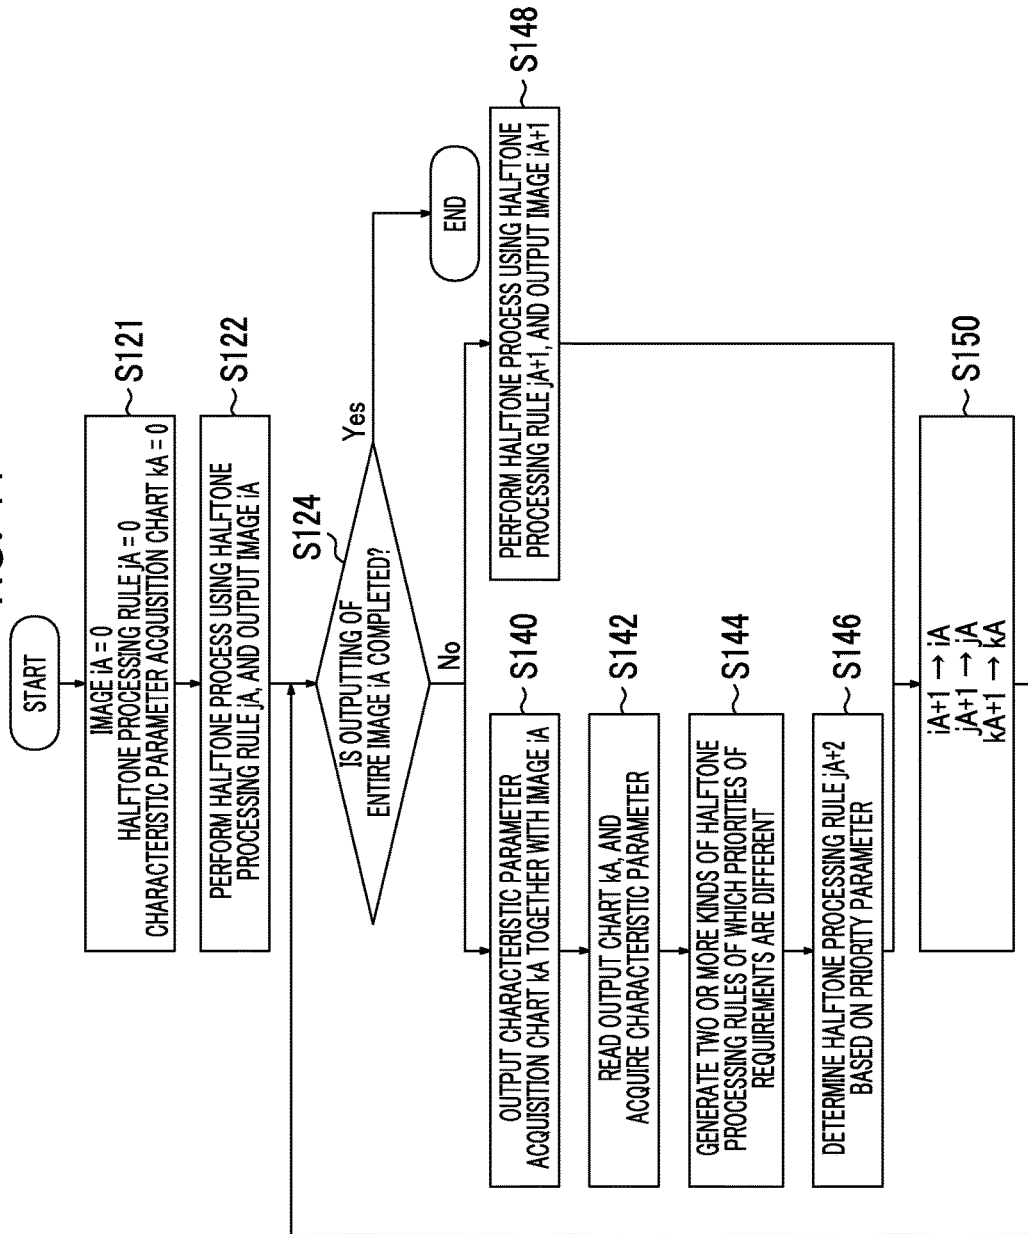 START
IMAGE iA = 0
HALFTONE PROCESSING RULE jA = 0
CHARACTERISTIC PARAMETER ACQUISITION CHART kA = 0
S121
PERFORM HALFTONE PROCESS USING HALFTONE
PROCESSING RULE jA, AND OUTPUT IMAGE iA
S122
IS OUTPUTING OF
ENTIRE IMAGE iA COMPLETED?
S124
Yes
No
END
OUTPUT CHARACTERISTIC PARAMETER
ACQUISITION CHART kA TOGETHER WITH IMAGE iA
S140
READ OUTPUT CHART kA, AND
ACQUIRE CHARACTERISTIC PARAMETER
S142
GENERATE TWO OR MORE KINDS OF HALFTONE
PROCESSING RULES OF WHICH PRIORITIES OF
REQUIREMENTS ARE DIFFERENT
S144
DETERMINE HALFTONE PROCESSING RULE jA+2
BASED ON PRIORITY PARAMETER
S146
PERFORM HALFTONE PROCESS USING HALFTONE
PROCESSING RULE jA+1, AND OUTPUT IMAGE iA+1
S148
iA+1 → iA
jA+1 → jA
kA+1 → kA
S150